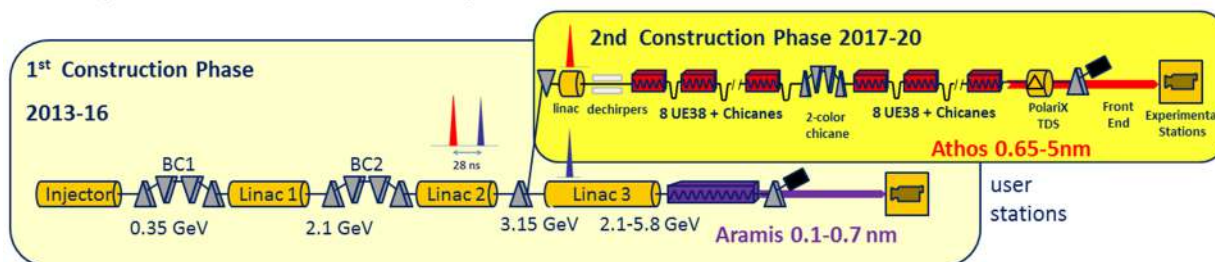 1st Construction Phase
2013-16
2nd Construction Phase 2017-20
linac
dechirpers
8 UE38 + Chicanes
2-color
chicane
8 UE38 + Chicanes
PolariX
TDS
Front
End
Experimental
Stations
Athos 0.65-5nm
28 ns
BC1
BC2
Injector
Linac 1
Linac 2
Linac 3
0.35 GeV
2.1 GeV
3.15 GeV
2.1-5.8 GeV
Aramis 0.1-0.7 nm
user
stations